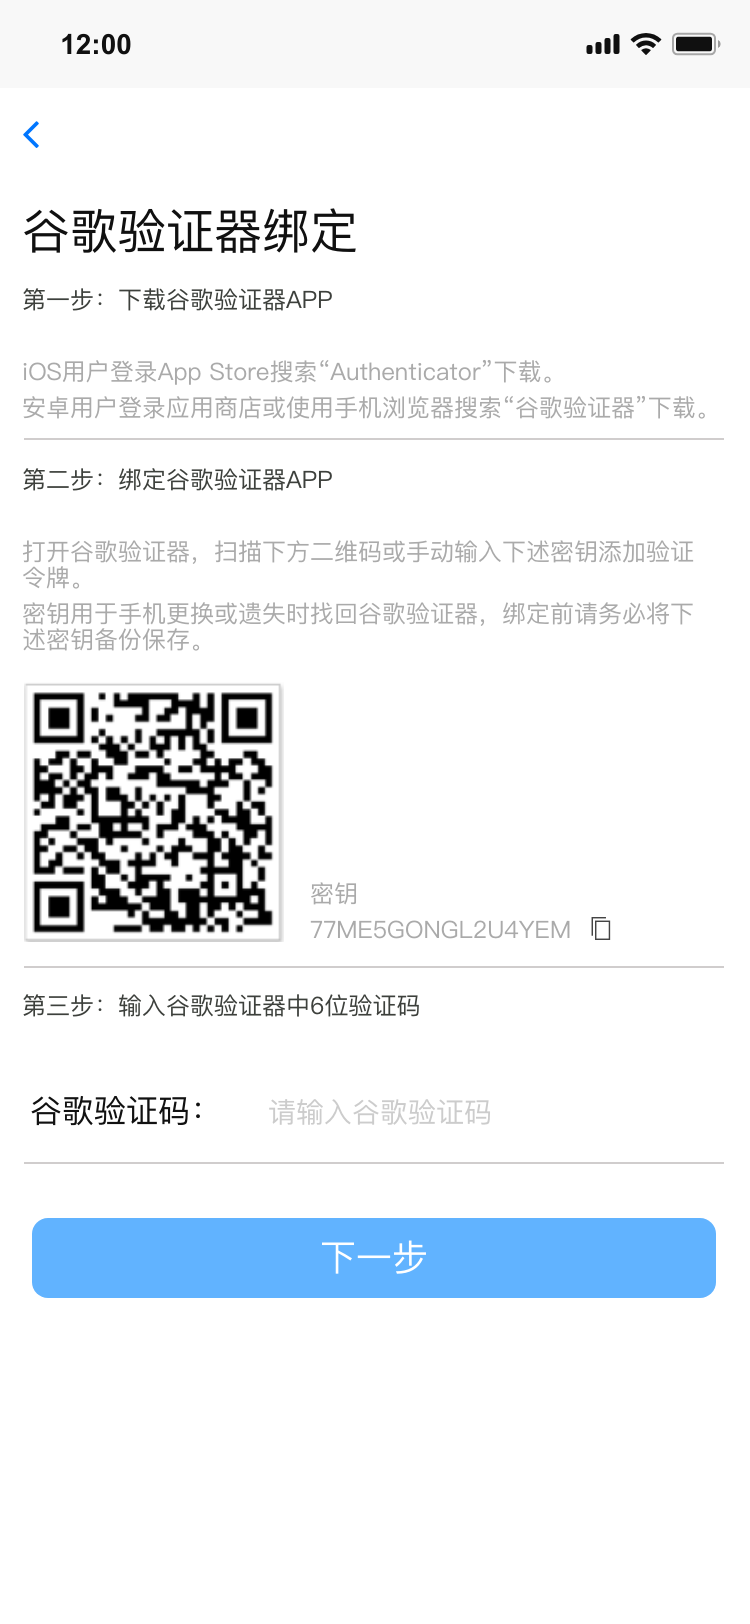 12:00
谷歌验证器绑定
第一步：下载谷歌验证器APP
iOS用户登录App Store搜索“Authenticator”下载。
安卓用户登录应用商店或使用手机浏览器搜索“谷歌验证器”下载。
第二步：绑定谷歌验证器APP
打开谷歌验证器，扫描下方二维码或手动输入下述密钥添加验证
令牌。
密钥用于手机更换或遗失时找回谷歌验证器，绑定前请务必将下
述密钥备份保存。
密钥
77ME5GONGL2U4YEM
第三步：输入谷歌验证器中6位验证码
谷歌验证码：
请输入谷歌验证码
下一步